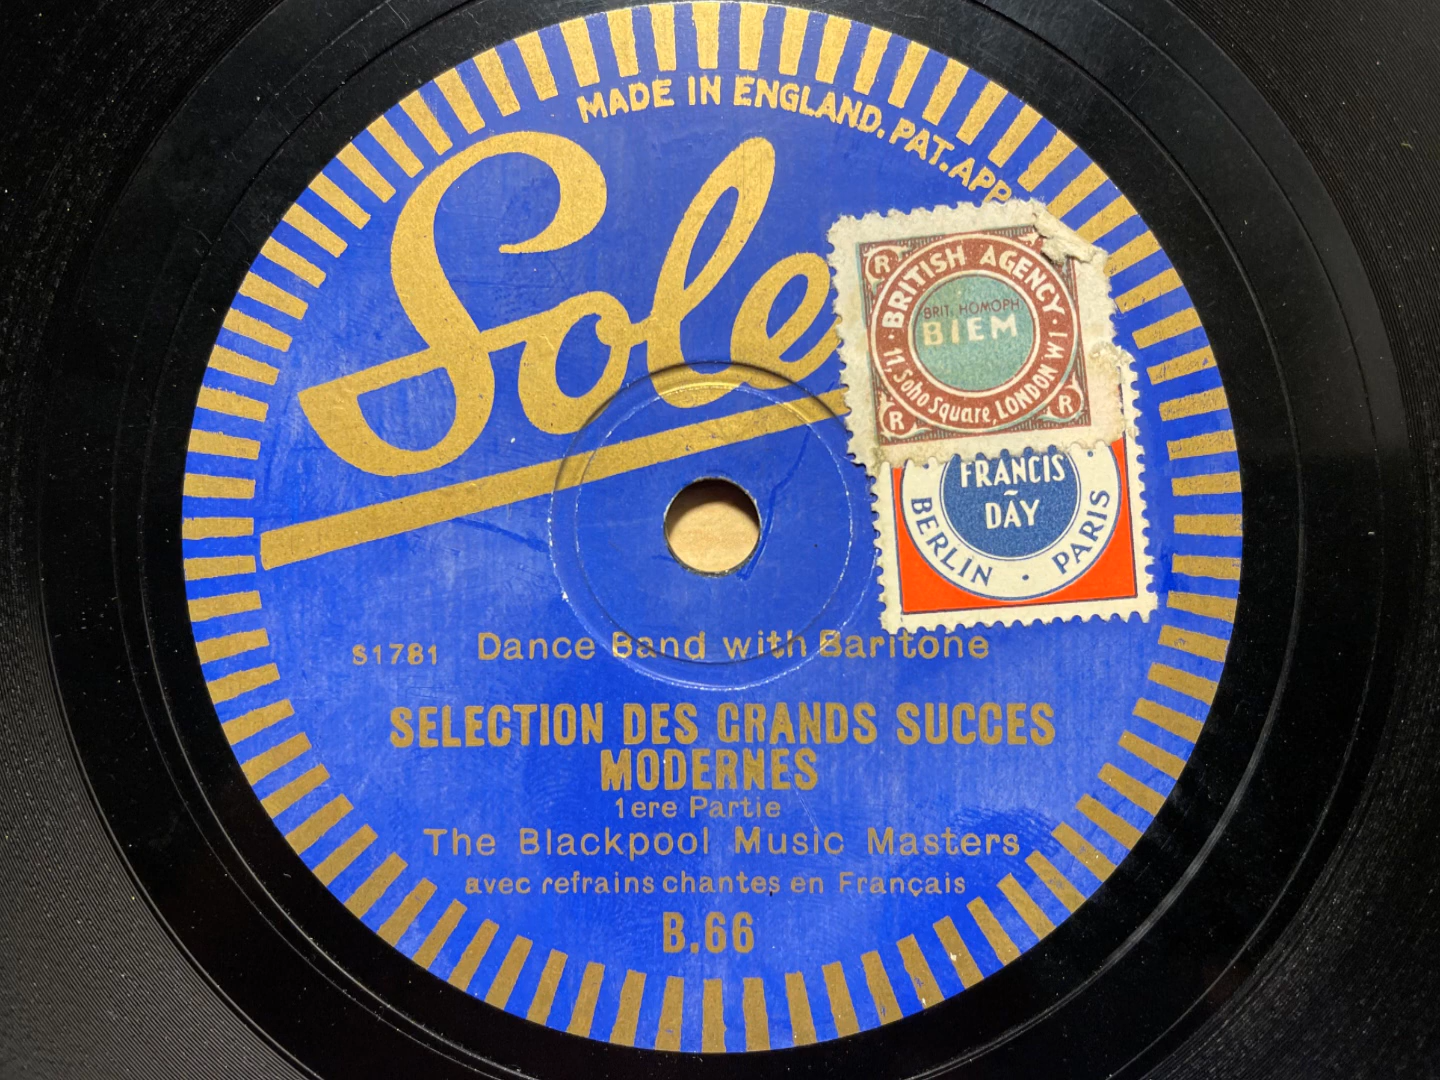 MADE IN ENGLAND. PAT. APP
Sole
BRITISH AGENCY
BRIT. HOMOPH
BIEM
11, Soho Square, LONDON W1
R
R
R
FRANCIS
DAY
BERLIN · PARIS
S1781 Dance Band with Baritone
SELECTION DES GRANDS SUCCES
MODERNES
1ere Partie
The Blackpool Music Masters
avec refrains chantes en Français
B.66